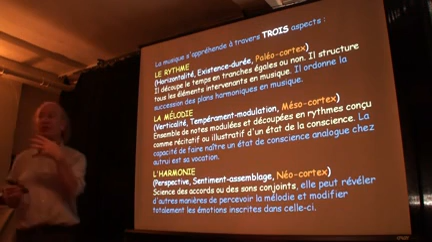 La musique s'appréhende à travers TROIS aspects :
LE RYTHME
(Horizontalité, Existence-durée, Paléo-cortex)
Il découpe le temps en tranches égales ou non. Il structure
tous les éléments intervenants en musique. Il ordonne la
succession des plans harmoniques en musique.
LA MÉLODIE
(Verticalité, Tempérament-modulation, Méso-cortex)
Ensemble de notes modulées et découpées en rythmes conçu
comme récitatif ou illustratif d'un état de la conscience. La
capacité de faire naître un état de conscience analogue chez
autrui est sa vocation.
L'HARMONIE
(Perspective, Sentiment-assemblage, Néo-cortex)
Science des accords ou des sons conjoints, elle peut révéler
d'autres manières de percevoir la mélodie et modifier
totalement les émotions inscrites dans celle-ci.